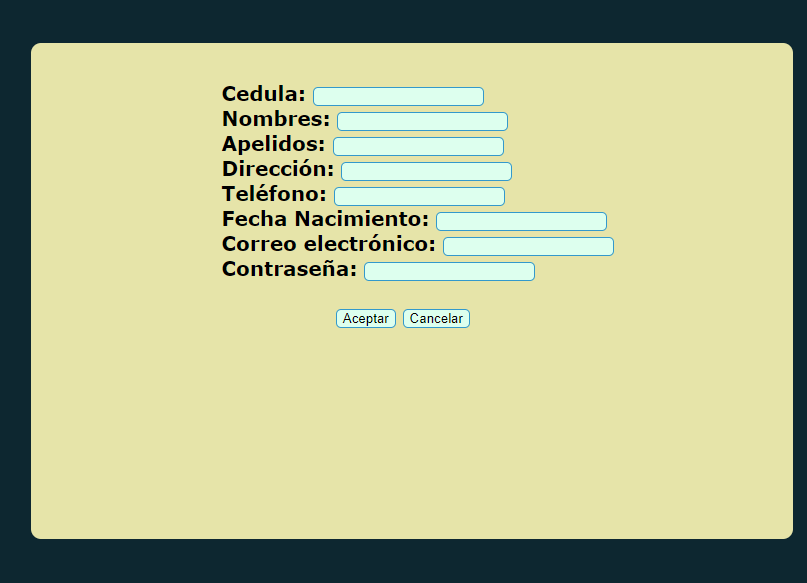 Cedula:
Nombres:
Apelidos:
Dirección:
Teléfono:
Fecha Nacimiento:
Correo electrónico:
Contraseña:
Aceptar Cancelar